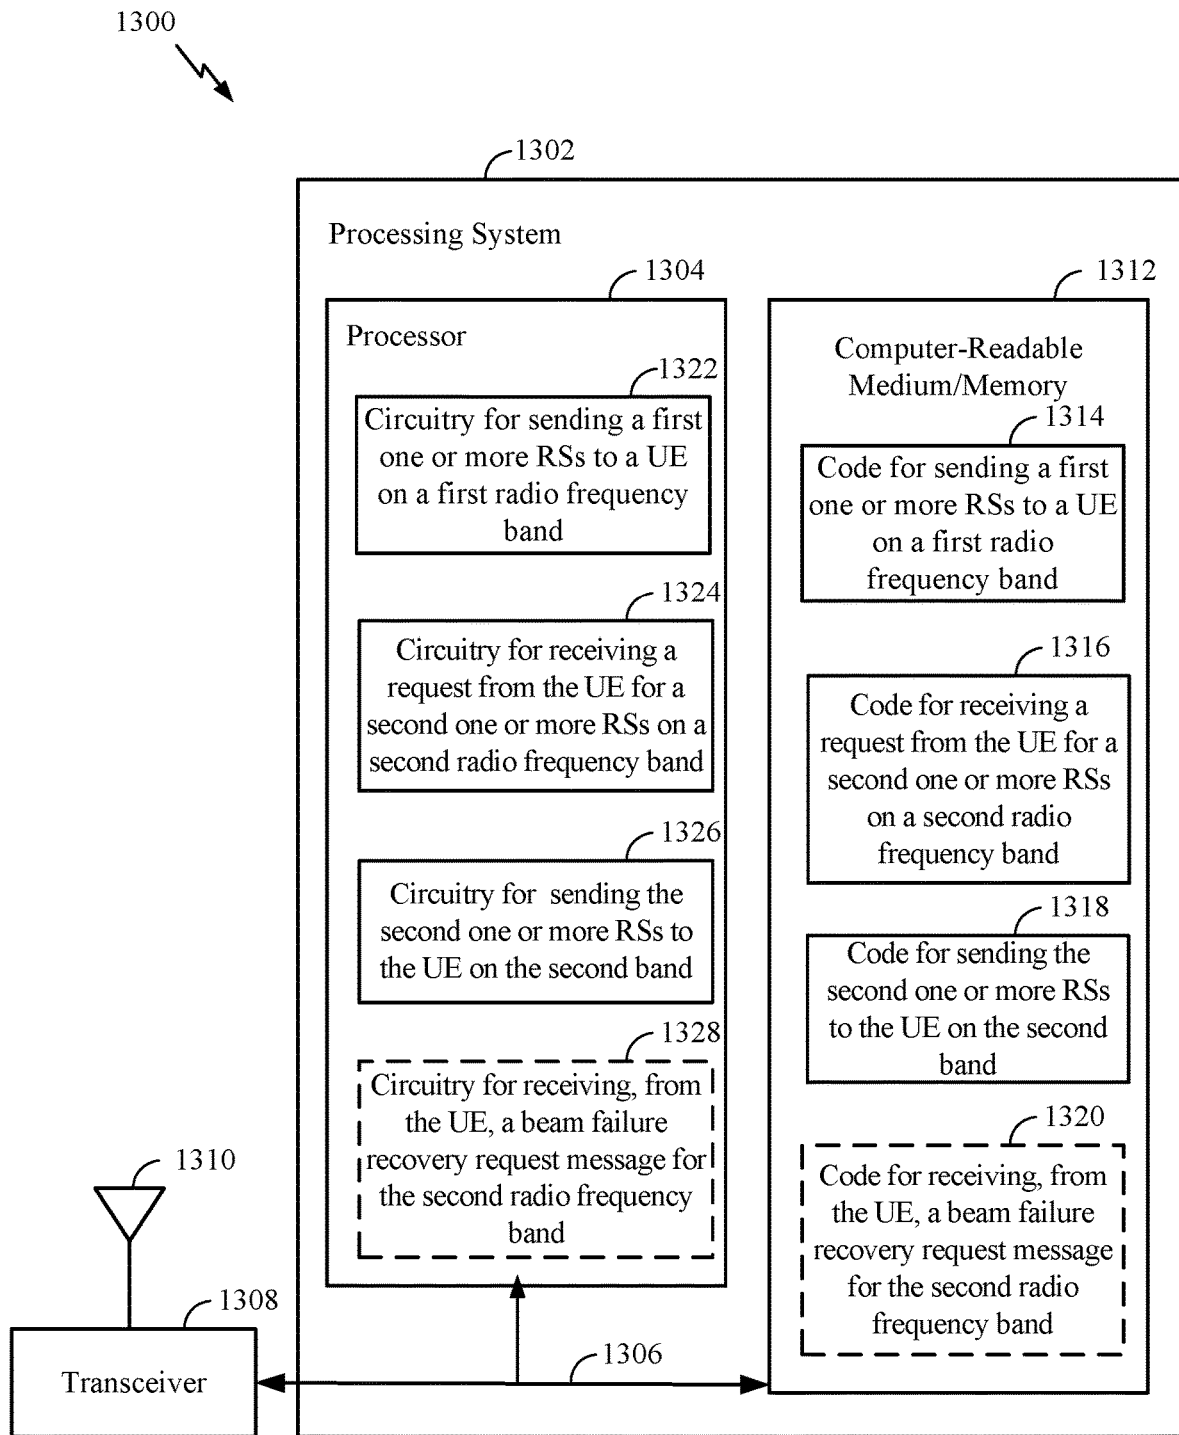 1300
1302
Processing System
1304
Processor
1322
Circuitry for sending a first
one or more RSs to a UE
on a first radio frequency
band
1324
Circuitry for receiving a
request from the UE for a
second one or more RSs on a
second radio frequency band
1326
Circuitry for sending the
second one or more RSs to
the UE on the second band
1328
Circuitry for receiving, from
the UE, a beam failure
recovery request message for
the second radio frequency
band
1312
Computer-Readable
Medium/Memory
1314
Code for sending a first
one or more RSs to a UE
on a first radio
frequency band
1316
Code for receiving a
request from the UE for a
second one or more RSs
on a second radio
frequency band
1318
Code for sending the
second one or more RSs
to the UE on the second
band
1320
Code for receiving, from
the UE, a beam failure
recovery request message
for the second radio
frequency band
1310
1308
Transceiver
1306